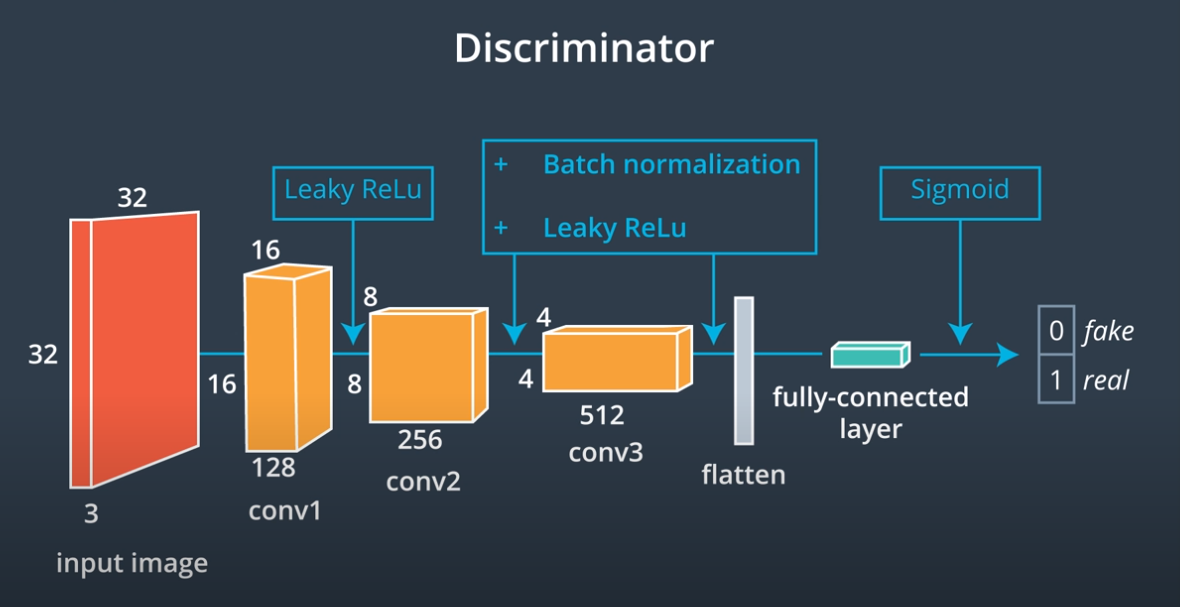 Discriminator
Leaky ReLu
+ Batch normalization
+ Leaky ReLu
Sigmoid
32
32
3
input image
16
16
128
conv1
8
8
256
conv2
4
4
512
conv3
flatten
fully-connected
layer
0 fake
1 real